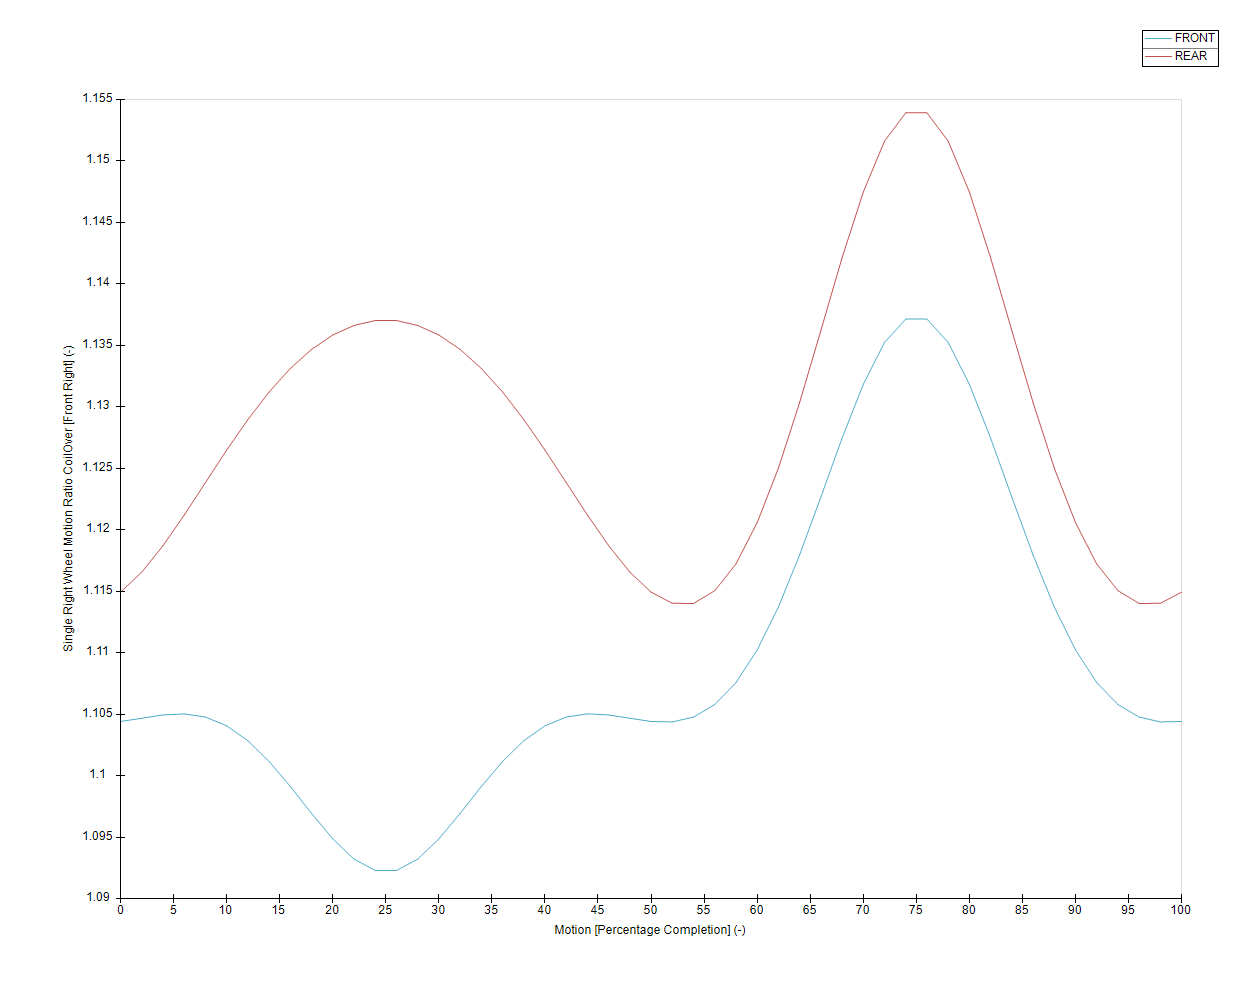 FRONT
REAR
1.155
1.15
1.145
1.14
1.135
1.13
1.125
1.12
1.115
1.11
1.105
1.1
1.095
1.09
Single Right Wheel Motion Ratio CoilOver [Front Right] (-)
0 5 10 15 20 25 30 35 40 45 50 55 60 65 70 75 80 85 90 95 100
Motion [Percentage Completion] (-)